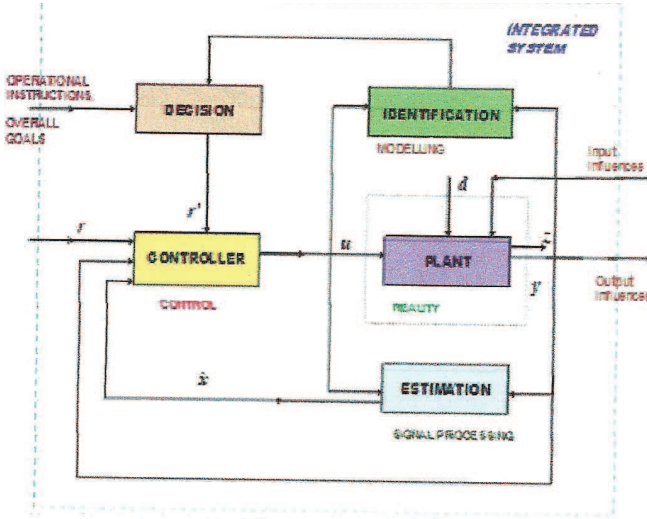 INTEGRATED
SYSTEM
OPERATIONAL
INSTRUCTIONS
OVERALL
GOALS
DECISION
IDENTIFICATION
MODELLING
Input
Influences
d
r'
r
CONTROLLER
u
PLANT
z
y
CONTROL
REALITY
Output
Influences
x
ESTIMATION
SIGNAL PROCESSING